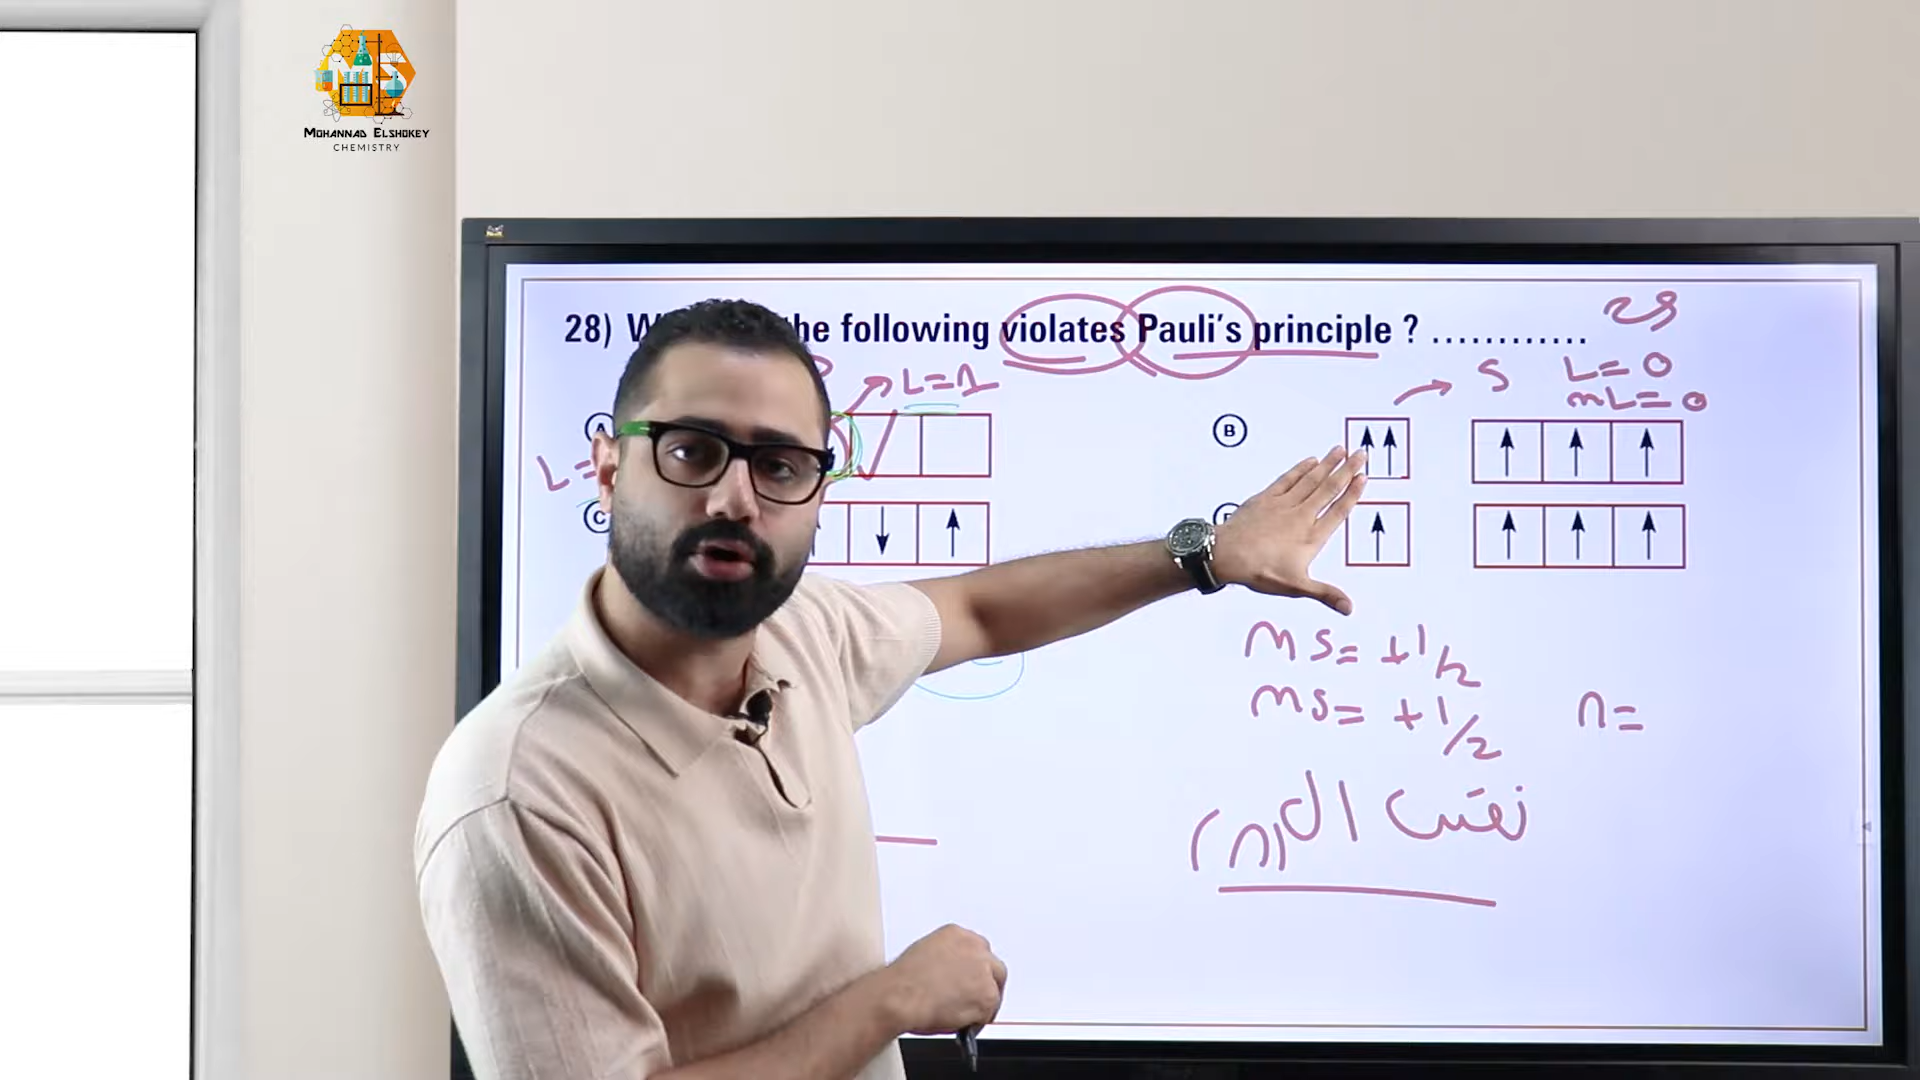 MOHANNAD ELSHOKEY
CHEMISTRY
28) W he following violates Pauli's principle ? ............
2s
L=1
S L=0
mL=0
A
B
L=
C
ms=+1/2
ms=+1/2
n=
نفس ال(n)